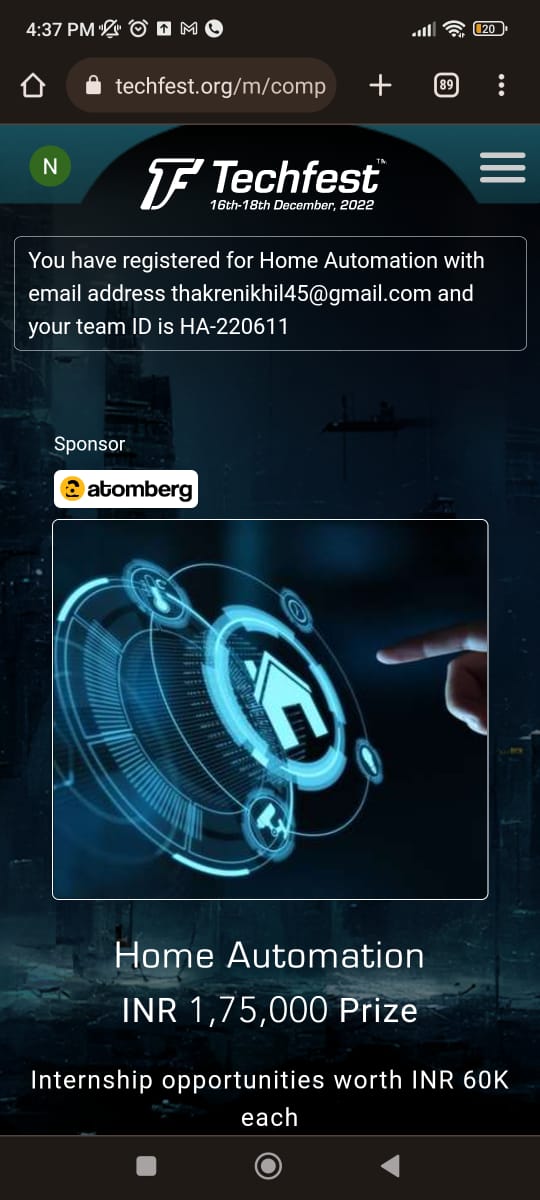 4:37 PM
20
techfest.org/m/comp
89
N
Techfest™
16th-18th December, 2022
You have registered for Home Automation with
email address thakrenikhil45@gmail.com and
your team ID is HA-220611
Sponsor
atomberg
Home Automation
INR 1,75,000 Prize
Internship opportunities worth INR 60K
each